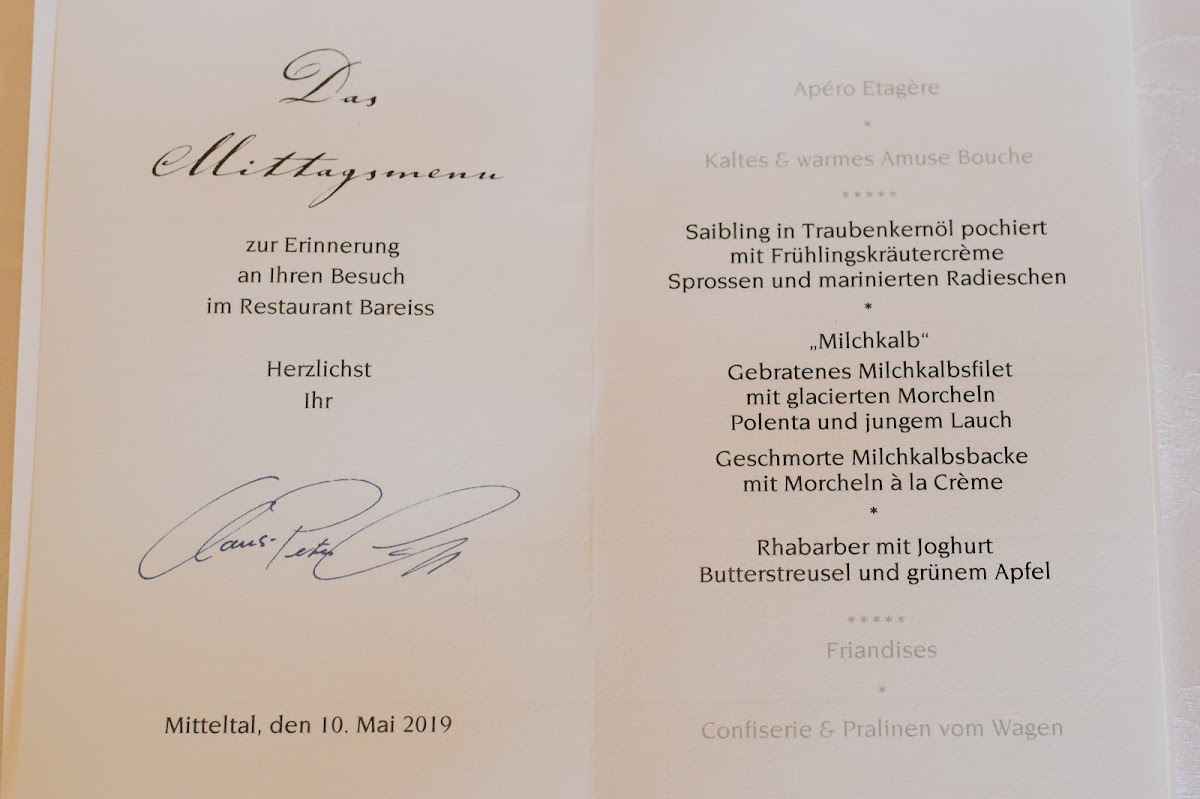 Das
Mittagsmenu
zur Erinnerung
an Ihren Besuch
im Restaurant Bareiss
Herzlichst
Ihr
Claus-Peter
Mitteltal, den 10. Mai 2019
Apéro Etagère
*
Kaltes & warmes Amuse Bouche
*****
Saibling in Traubenkernöl pochiert
mit Frühlingskräutercrème
Sprossen und marinierten Radieschen
*
„Milchkalb“
Gebratenes Milchkalbsfilet
mit glacierten Morcheln
Polenta und jungem Lauch
Geschmorte Milchkalbsbacke
mit Morcheln à la Crème
*
Rhabarber mit Joghurt
Butterstreusel und grünem Apfel
*****
Friandises
*
Confiserie & Pralinen vom Wagen